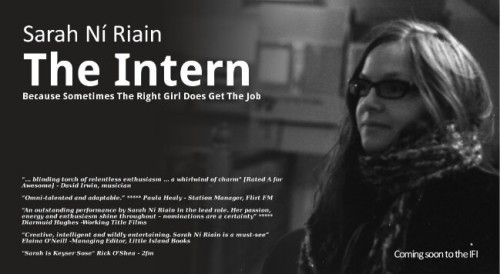 Sarah Ní Riain
The Intern
Because Sometimes The Right Girl Does Get The Job
"... blinding torch of relentless enthusiasm ... a whirlwind of charm" [Rated A for
Awesome] - David Irwin, musician
"Omni-talented and adaptable." ***** Paula Healy - Station Manager, Flirt FM
"An outstanding performance by Sarah Ní Riain in the lead role. Her passion,
energy and enthusiasm shine throughout - nominations are a certainty" *****
Diarmuid Hughes -Working Title Films
"Creative, intelligent and wildly entertaining. Sarah Ní Riain is a must-see"
Elaina O'Neill -Managing Editor, Little Island Books
"Sarah is Keyser Sose" Rick O'Shea - 2fm
Coming soon to the IFI